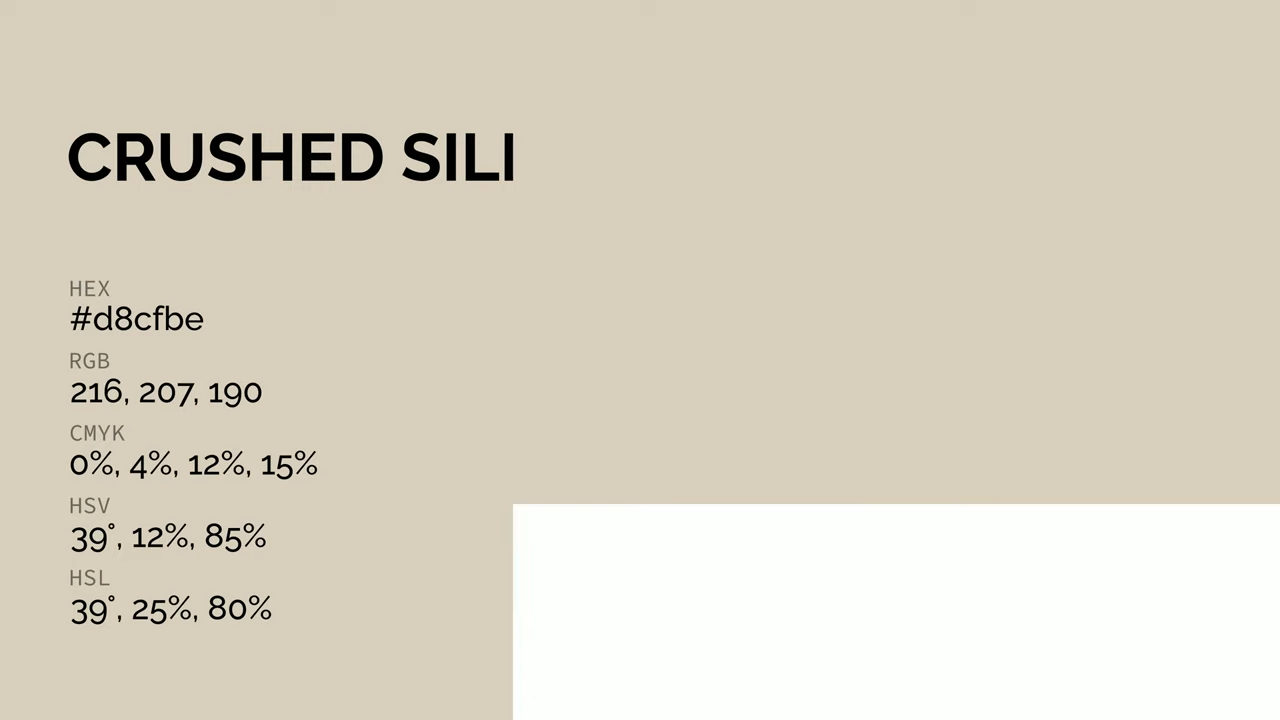 CRUSHED SILI
HEX
#d8cfbe
RGB
216, 207, 190
CMYK
0%, 4%, 12%, 15%
HSV
39°, 12%, 85%
HSL
39°, 25%, 80%